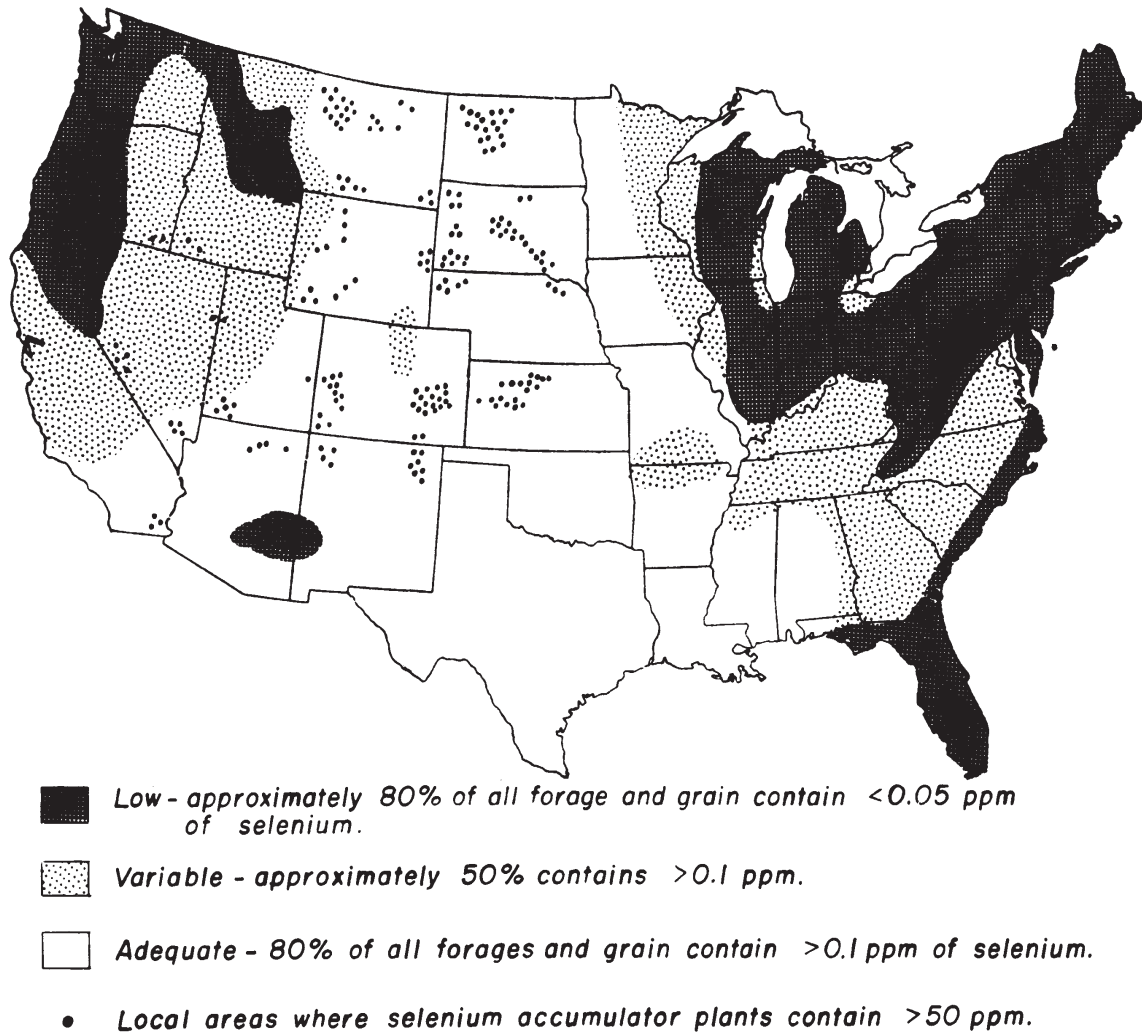 Low - approximately 80% of all forage and grain contain <0.05 ppm
of selenium.
Variable - approximately 50% contains >0.1 ppm.
Adequate - 80% of all forages and grain contain >0.1 ppm of selenium.
Local areas where selenium accumulator plants contain >50 ppm.